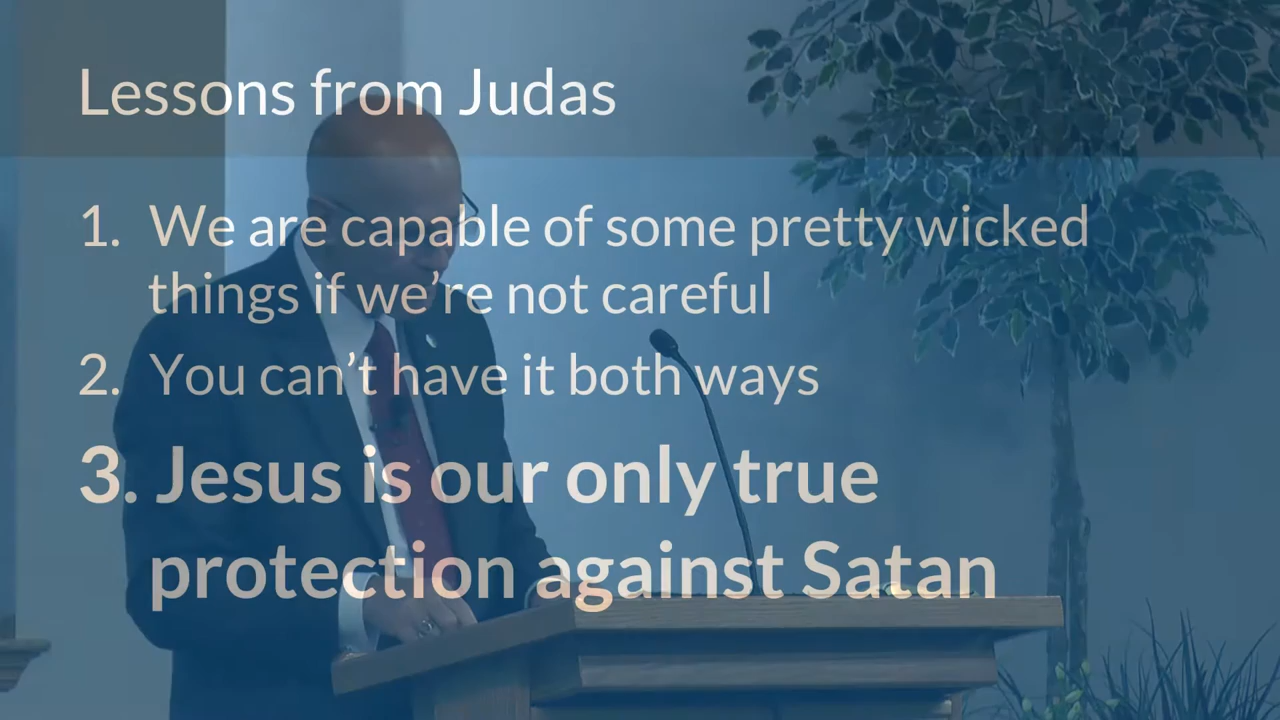 Lessons from Judas
1. We are capable of some pretty wicked
things if we’re not careful
2. You can’t have it both ways
3. Jesus is our only true
protection against Satan